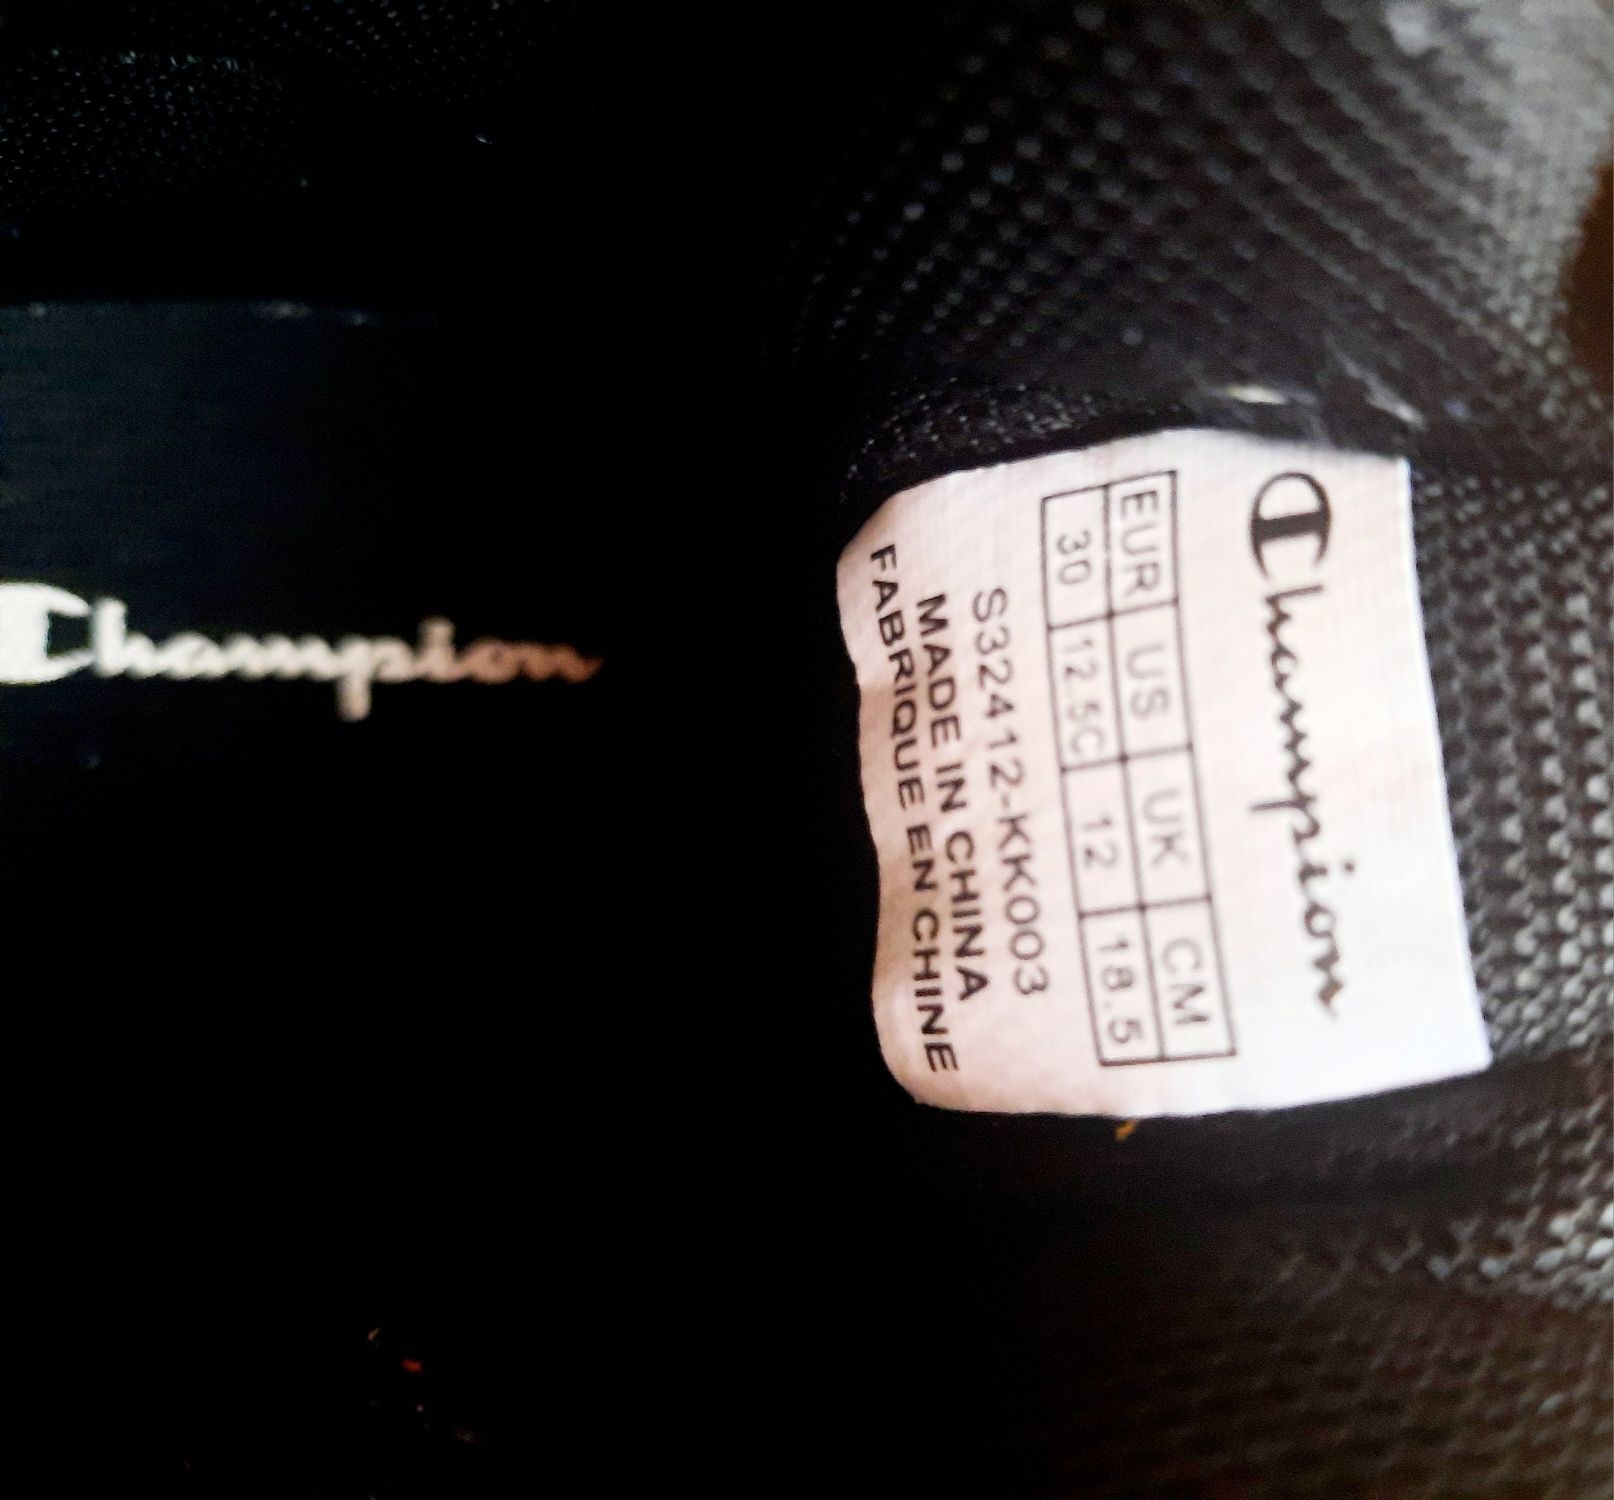 Champion
Champion
EUR US UK CM
30 12.5C 12 18.5
S32412-KK003
MADE IN CHINA
FABRIQUE EN CHINE